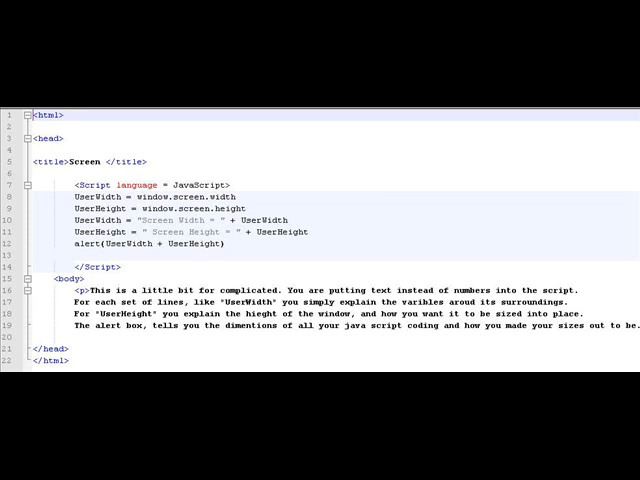 1 <html>
2
3 <head>
4
5 <title>Screen </title>
6
7 <Script language = JavaScript>
8 UserWidth = window.screen.width
9 UserHeight = window.screen.height
10 UserWidth = "Screen Width = " + UserWidth
11 UserHeight = " Screen Height = " + UserHeight
12 alert(UserWidth + UserHeight)
13
14 </Script>
15 <body>
16 <p>This is a little bit for complicated. You are putting text instead of numbers into the script.
17 For each set of lines, like "UserWidth" you simply explain the varibles aroud its surroundings.
18 For "UserHeight" you explain the hieght of the window, and how you want it to be sized into place.
19 The alert box, tells you the dimentions of all your java script coding and how you made your sizes out to be.
20
21 </head>
22 </html>